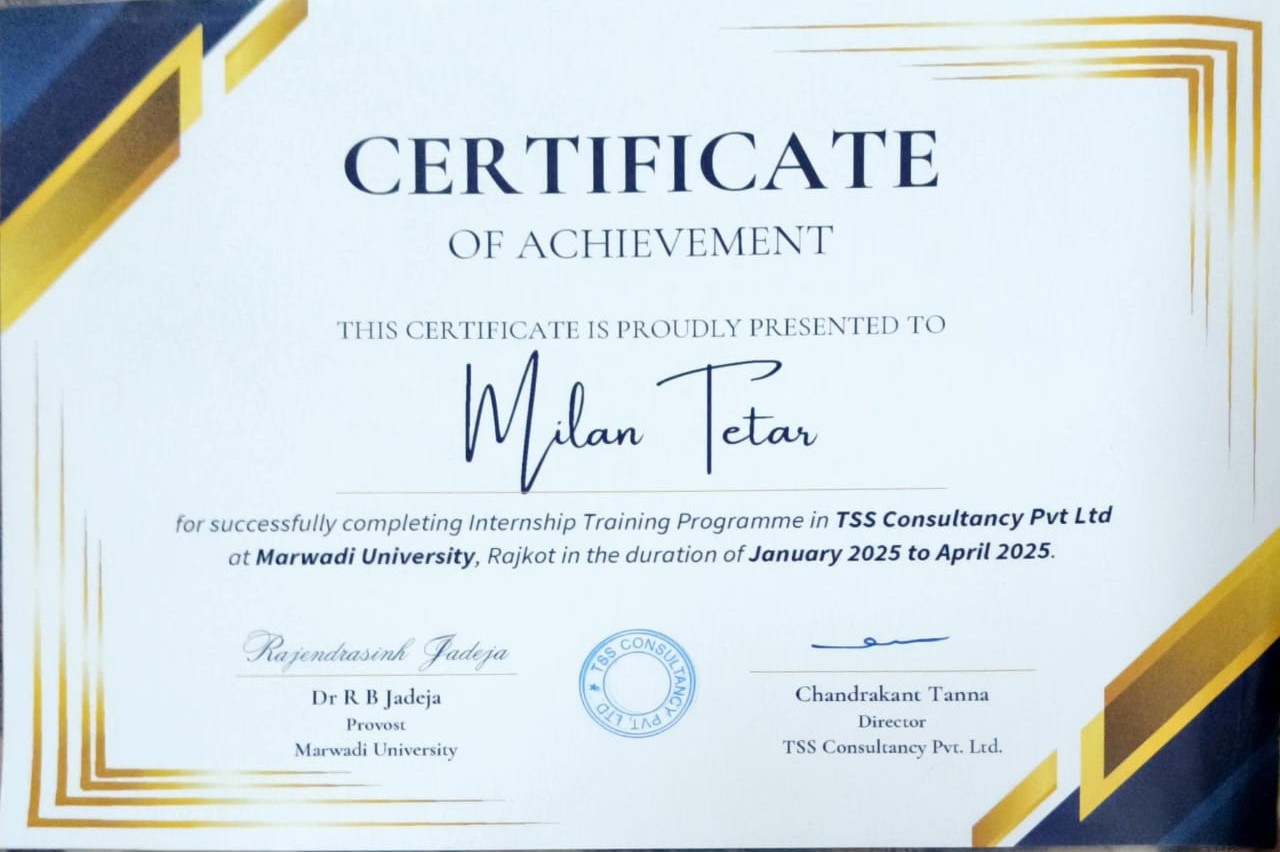 CERTIFICATE
OF ACHIEVEMENT
THIS CERTIFICATE IS PROUDLY PRESENTED TO
Milan Tetar
for successfully completing Internship Training Programme in TSS Consultancy Pvt Ltd
at Marwadi University, Rajkot in the duration of January 2025 to April 2025.
Rajendrasinh Jadeja
Dr R B Jadeja
Provost
Marwadi University
TSS CONSULTANCY PVT. LTD ★
Chandrakant Tanna
Director
TSS Consultancy Pvt. Ltd.